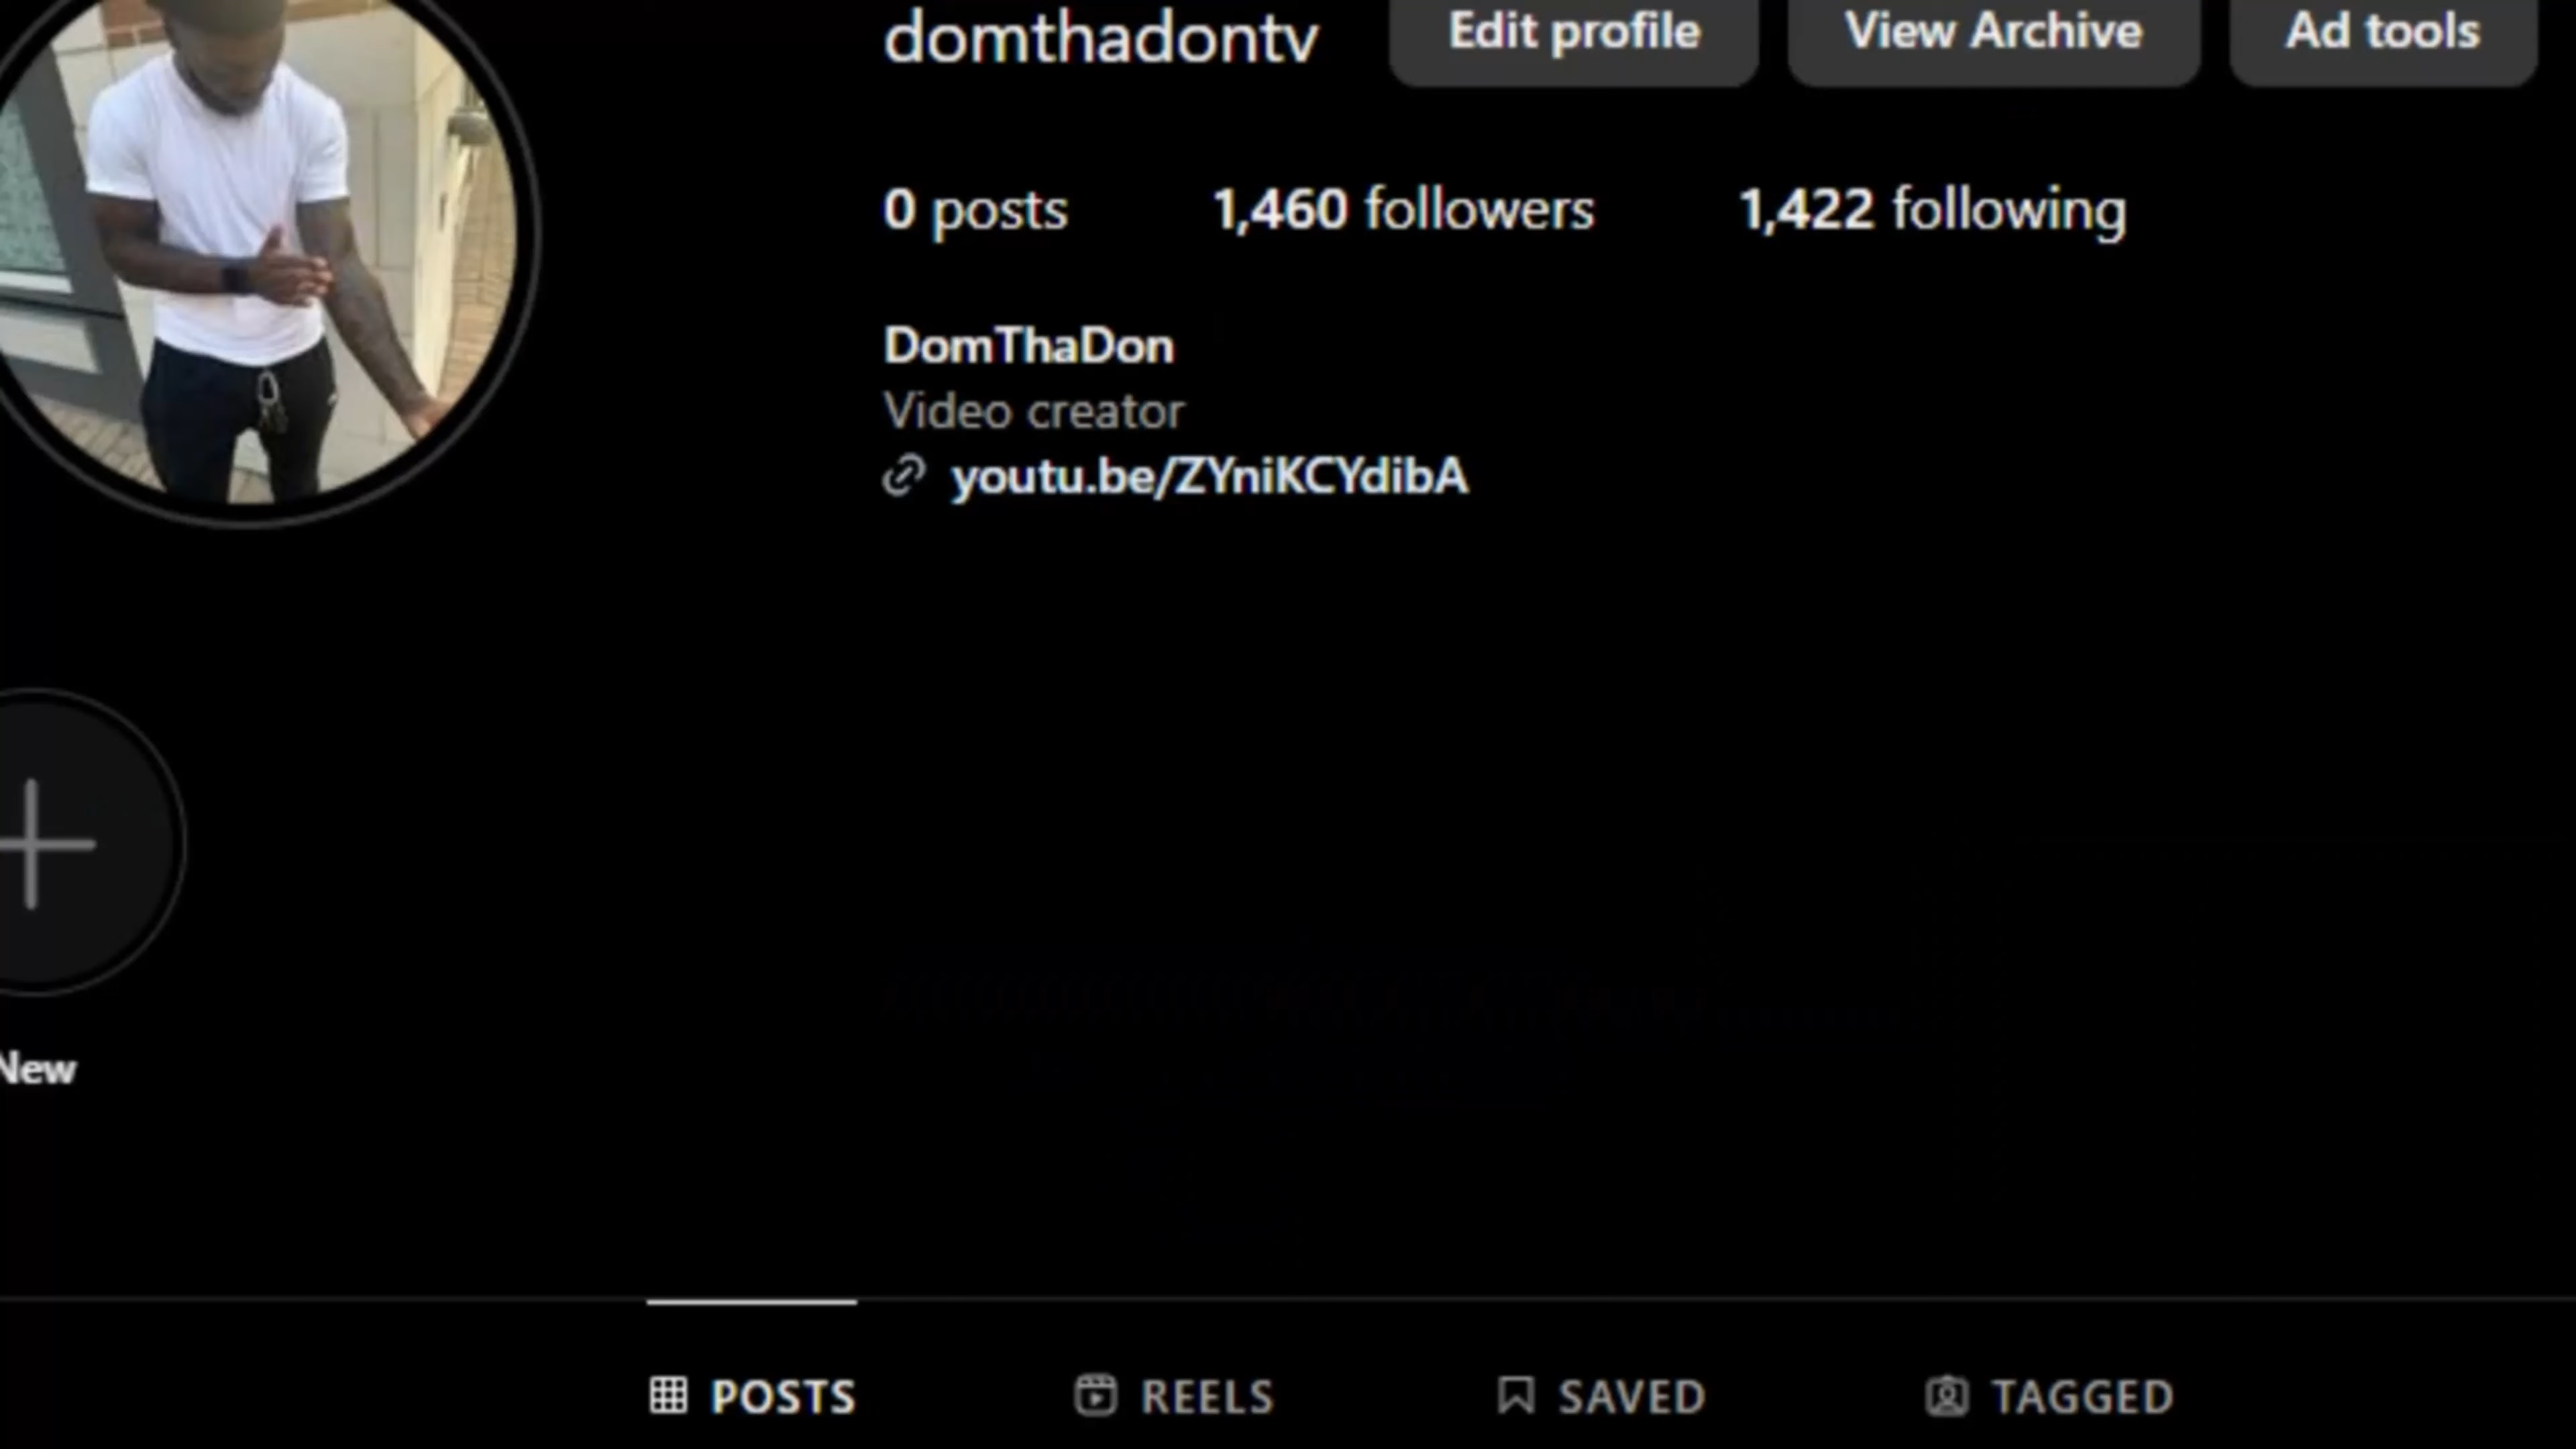 domthadontv Edit profile View Archive Ad tools
0 posts 1,460 followers 1,422 following
DomThaDon
Video creator
youtu.be/ZYniKCYdibA
New
POSTS REELS SAVED TAGGED